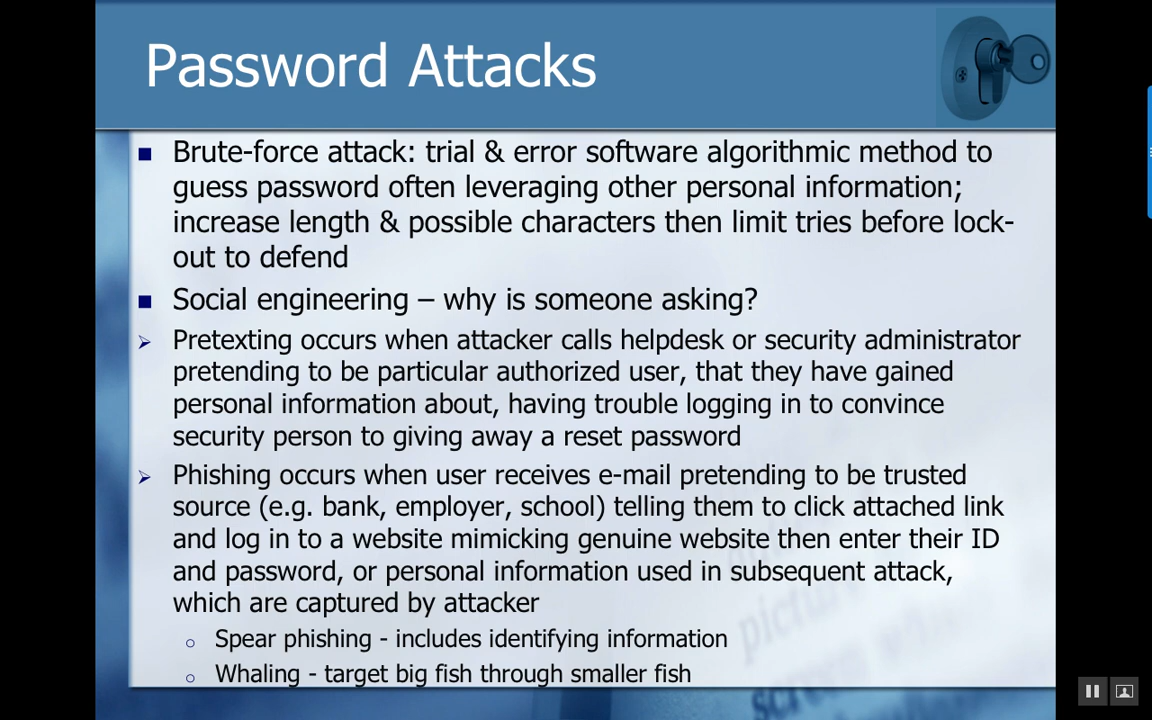 Password Attacks
Brute-force attack: trial & error software algorithmic method to
guess password often leveraging other personal information;
increase length & possible characters then limit tries before lock-
out to defend
Social engineering – why is someone asking?
Pretexting occurs when attacker calls helpdesk or security administrator
pretending to be particular authorized user, that they have gained
personal information about, having trouble logging in to convince
security person to giving away a reset password
Phishing occurs when user receives e-mail pretending to be trusted
source (e.g. bank, employer, school) telling them to click attached link
and log in to a website mimicking genuine website then enter their ID
and password, or personal information used in subsequent attack,
which are captured by attacker
Spear phishing - includes identifying information
Whaling - target big fish through smaller fish